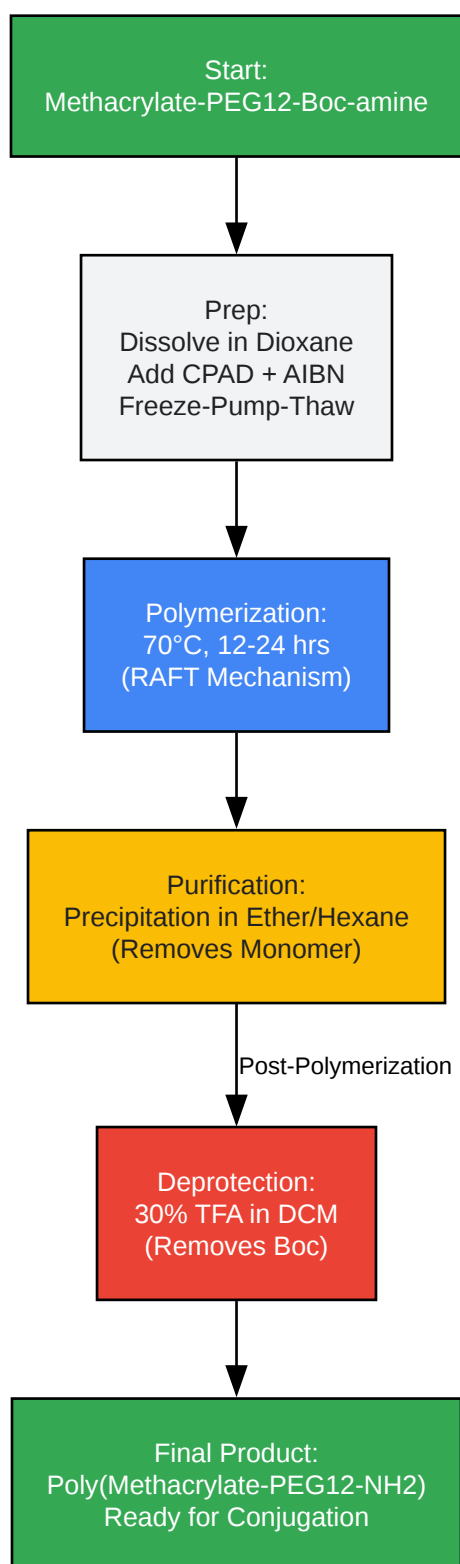 Start:
Methacrylate-PEG12-Boc-amine
Prep:
Dissolve in Dioxane
Add CPAD + AIBN
Freeze-Pump-Thaw
Polymerization:
70°C, 12-24 hrs
(RAFT Mechanism)
Purification:
Precipitation in Ether/Hexane
(Removes Monomer)
Post-Polymerization
Deprotection:
30% TFA in DCM
(Removes Boc)
Final Product:
Poly(Methacrylate-PEG12-NH2)
Ready for Conjugation